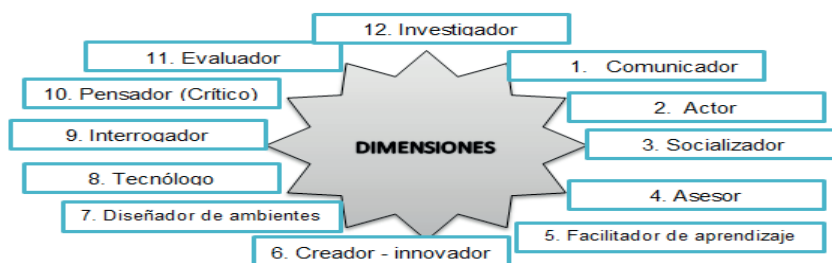 12. Investigador
11. Evaluador
1. Comunicador
10. Pensador (Crítico)
2. Actor
9. Interrogador
DIMENSIONES
3. Socializador
8. Tecnólogo
4. Asesor
7. Diseñador de ambientes
5. Facilitador de aprendizaje
6. Creador - innovador